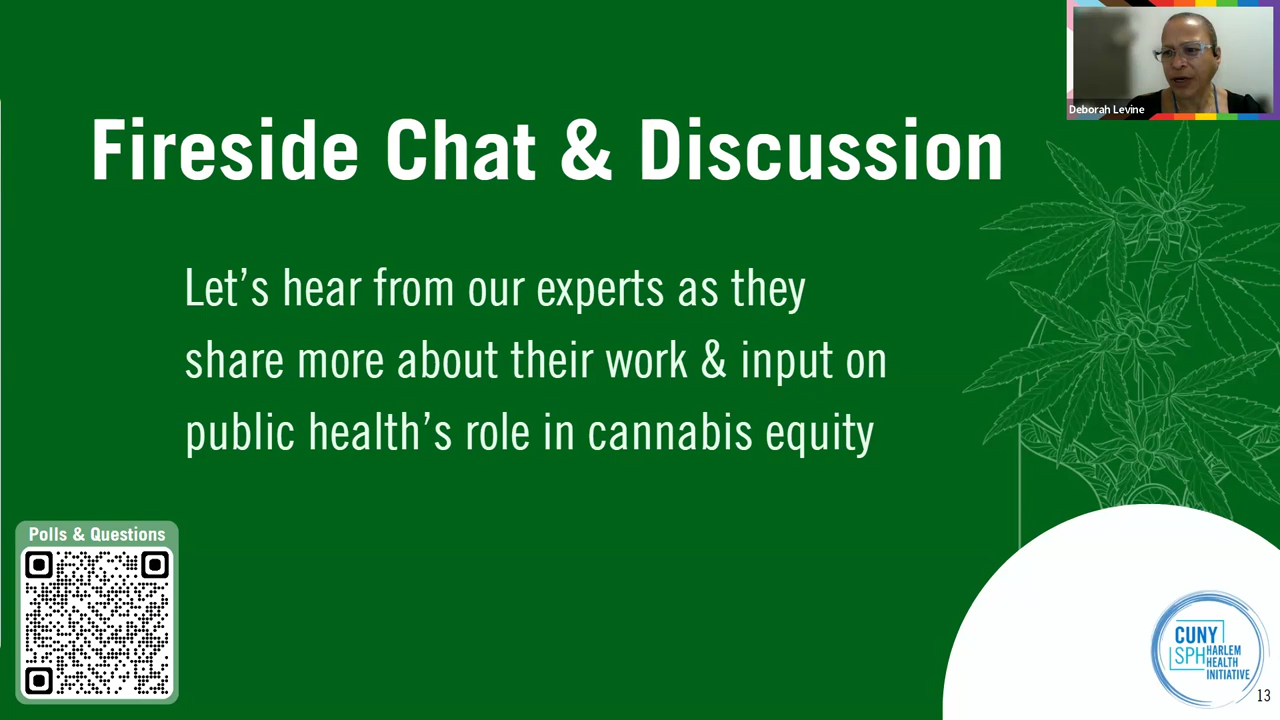 Deborah Levine
Fireside Chat & Discussion
Let’s hear from our experts as they
share more about their work & input on
public health’s role in cannabis equity
Polls & Questions
CUNY
SPH HARLEM
HEALTH
INITIATIVE
13